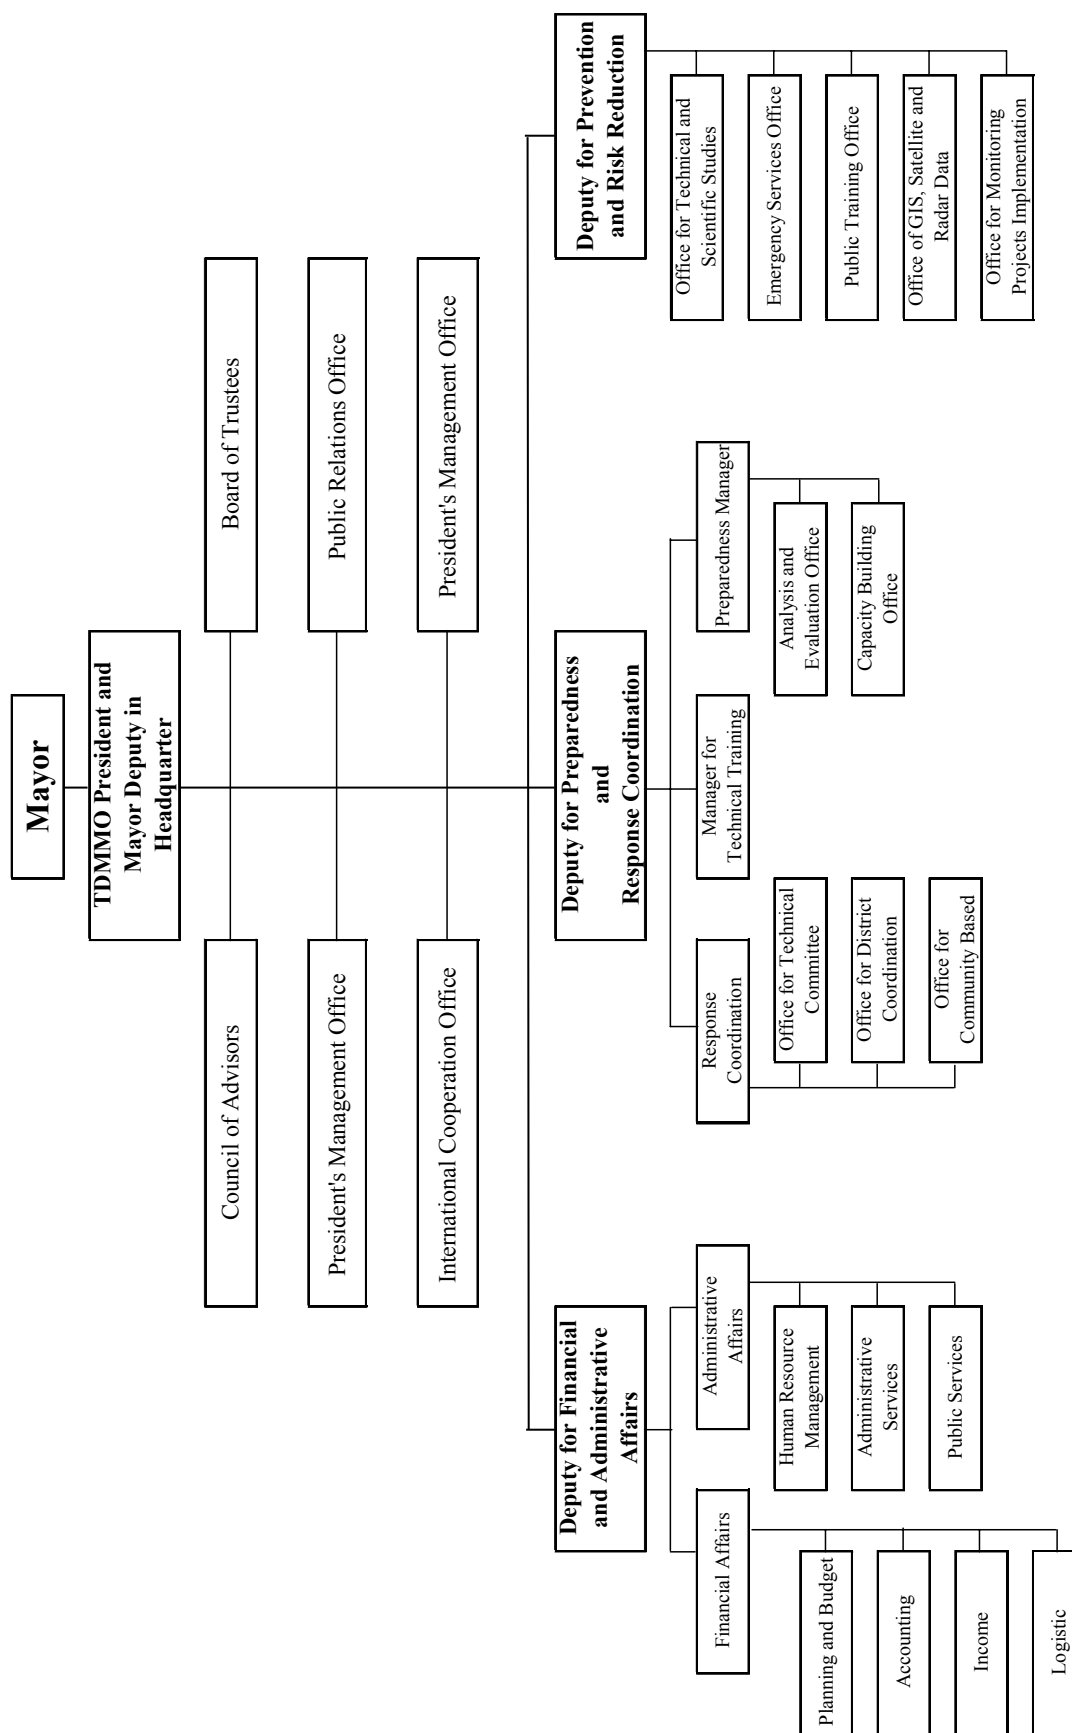 Mayor
TDMMO President and
Mayor Deputy in
Headquarter
Council of Advisors
Board of Trustees
President's Management Office
Public Relations Office
International Cooperation Office
President's Management Office
Deputy for Financial
and Administrative
Affairs
Deputy for Preparedness
and
Response Coordination
Deputy for Prevention
and Risk Reduction
Financial Affairs
Planning and Budget
Accounting
Income
Logistic
Administrative
Affairs
Human Resource
Management
Administrative
Services
Public Services
Response
Coordination
Office for Technical
Committee
Office for District
Coordination
Office for
Community Based
Manager for
Technical Training
Preparedness Manager
Analysis and
Evaluation Office
Capacity Building
Office
Office for Technical and
Scientific Studies
Emergency Services Office
Public Training Office
Office of GIS, Satellite and
Radar Data
Office for Monitoring
Projects Implementation